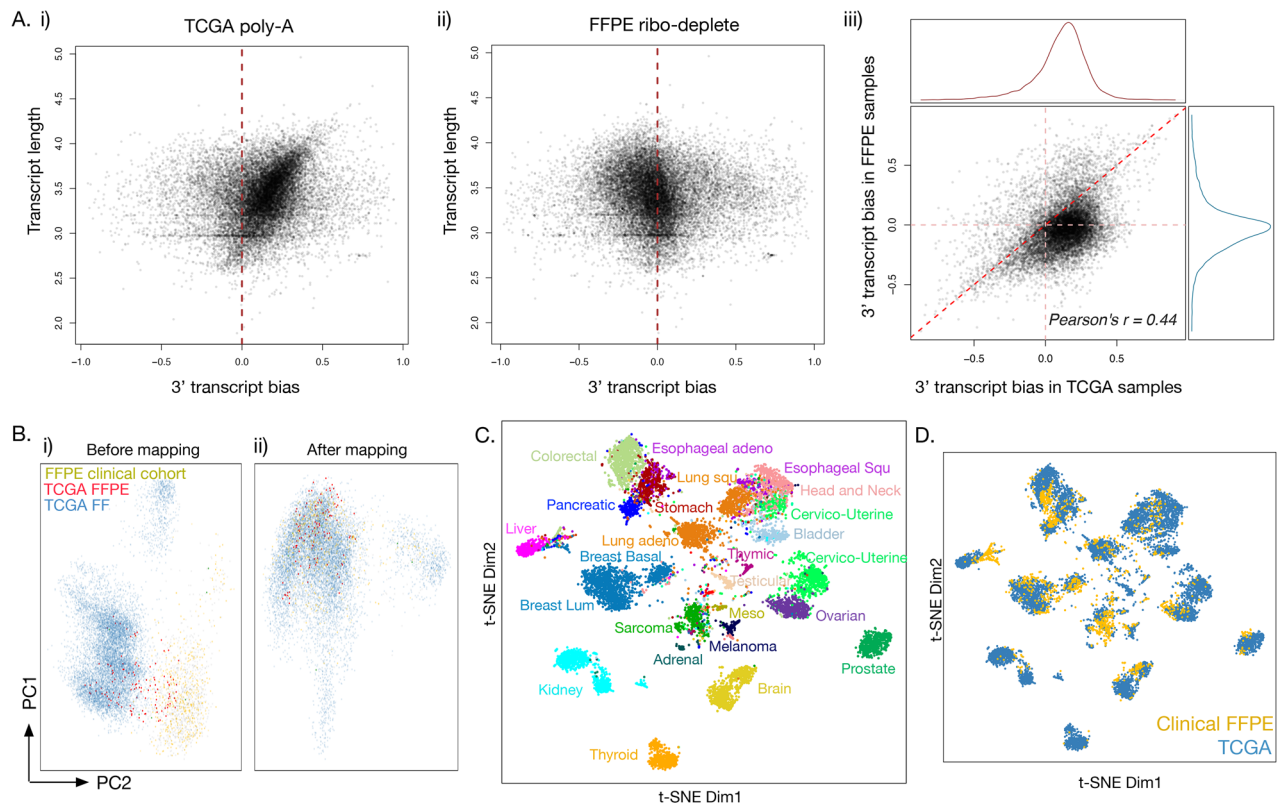 A. i)
TCGA poly-A
Transcript length
5.0
4.5
4.0
3.5
3.0
2.5
2.0
−1.0
−0.5
0.0
0.5
1.0
3’ transcript bias
ii)
FFPE ribo-deplete
Transcript length
5.0
4.5
4.0
3.5
3.0
2.5
2.0
−1.0
−0.5
0.0
0.5
1.0
3’ transcript bias
iii)
3’ transcript bias in FFPE samples
0.5
0.0
−0.5
Pearson's r = 0.44
−0.5
0.0
0.5
3’ transcript bias in TCGA samples
B.
i)
Before mapping
FFPE clinical cohort
TCGA FFPE
TCGA FF
ii)
After mapping
PC1
PC2
C.
Colorectal
Esophageal adeno
Lung squ
Esophageal Squ
Head and Neck
Pancreatic
Stomach
Cervico-Uterine
Liver
Lung adeno
Bladder
Breast Basal
Thymic
Cervico-Uterine
Testicular
Breast Lum
Meso
Ovarian
Sarcoma
Melanoma
Adrenal
Prostate
Kidney
Brain
Thyroid
t-SNE Dim2
t-SNE Dim1
D.
t-SNE Dim2
Clinical FFPE
TCGA
t-SNE Dim1